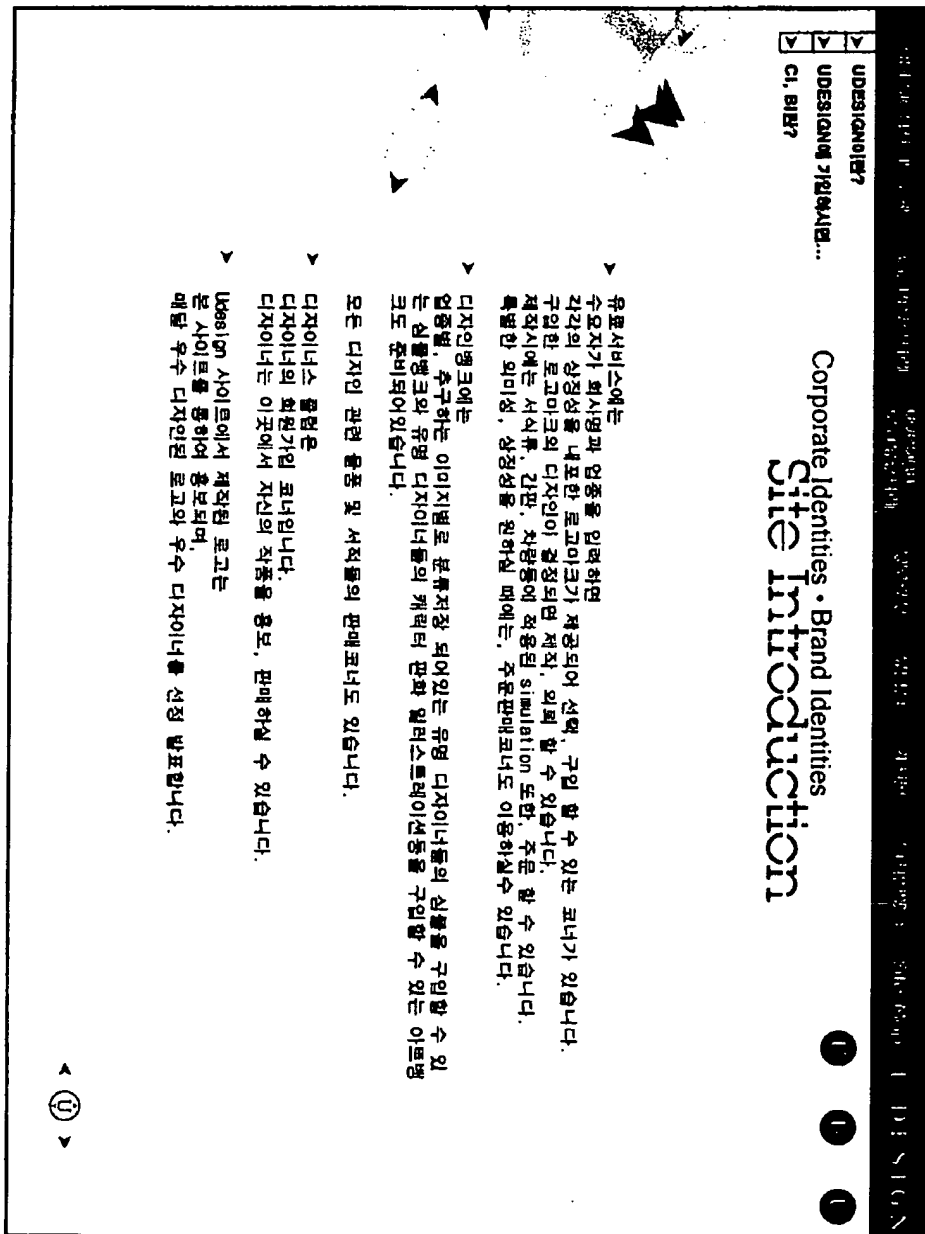 UDESIGN이란?
UDESIGN에 가입하시면...
CI, BI란?
Corporate Identities • Brand Identities
Site Introduction
유료서비스에는
수요자가 회사명과 업종을 입력하면
각각의 상징성을 내포한 로고마크가 제공되어 선택, 구입 할 수 있는 코너가 있습니다.
구입한 로고마크의 디자인이 결정되면 제작, 의뢰 할 수 있습니다.
제작시에는 서식류, 간판, 차량등에 적용된 simulation 또한, 주문 할 수 있습니다.
특별한 의미성, 상징성을 원하실 때에는, 주문판매코너도 이용하실수 있습니다.
디자인뱅크에는
업종별, 추구하는 이미지별로 분류저장 되어있는 유명 디자이너들의 심볼을 구입할 수 있
는 심볼뱅크와 유명 디자이너들의 캐릭터 판화 일러스트레이션등을 구입할 수 있는 아트뱅
크도 준비되어있습니다.
모든 디자인 관련 물품 및 서적들의 판매코너도 있습니다.
디자이너스 클럽은
디자이너의 회원가입 코너입니다.
디자이너는 이곳에서 자신의 작품을 홍보, 판매하실 수 있습니다.
Udesign 사이트에서 제작된 로고는
본 사이트를 통하여 홍보되며,
매달 우수 디자인된 로고와 우수 디자이너를 선정 발표합니다.
Site Map
DESIGN